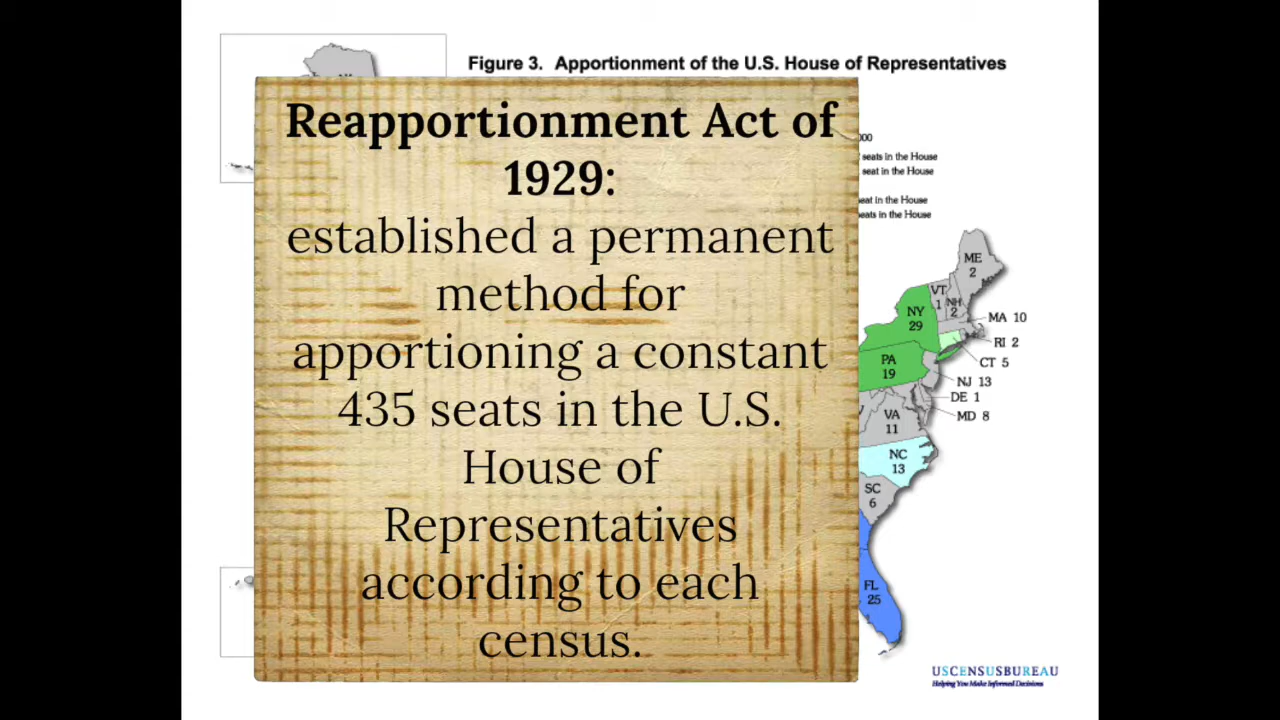 Figure 3. Apportionment of the U.S. House of Representatives
Reapportionment Act of
1929:
established a permanent
method for
apportioning a constant
435 seats in the U.S.
House of
Representatives
according to each
census.
seats in the House
seat in the House
seat in the House
seats in the House
ME
2
VT
1
NH
2
NY
29
MA 10
RI 2
CT 5
PA
19
NJ 13
DE 1
MD 8
VA
11
NC
13
SC
6
FL
25
USCENSUSBUREAU
Helping You Make Informed Decisions